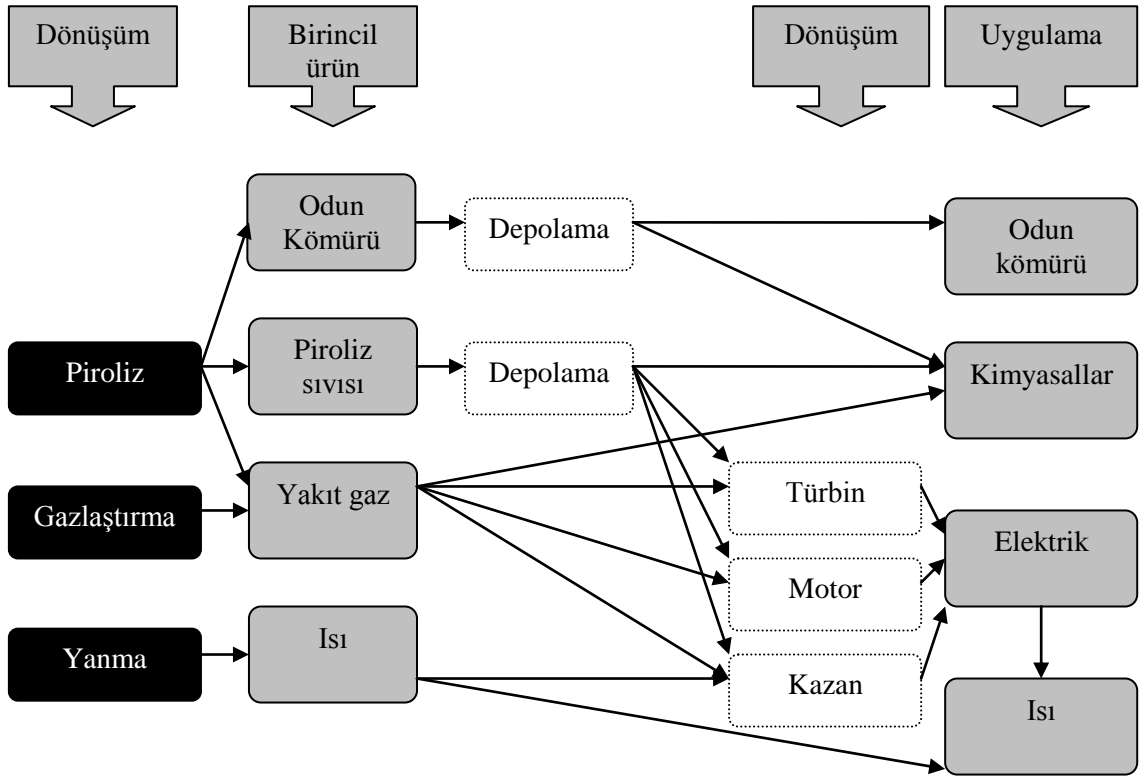 Dönüşüm
Birincil
ürün
Dönüşüm
Uygulama
Odun
Kömürü
Depolama
Odun
kömürü
Piroliz
Piroliz
sıvısı
Depolama
Kimyasallar
Gazlaştırma
Yakıt gaz
Türbin
Elektrik
Motor
Yanma
Isı
Kazan
Isı